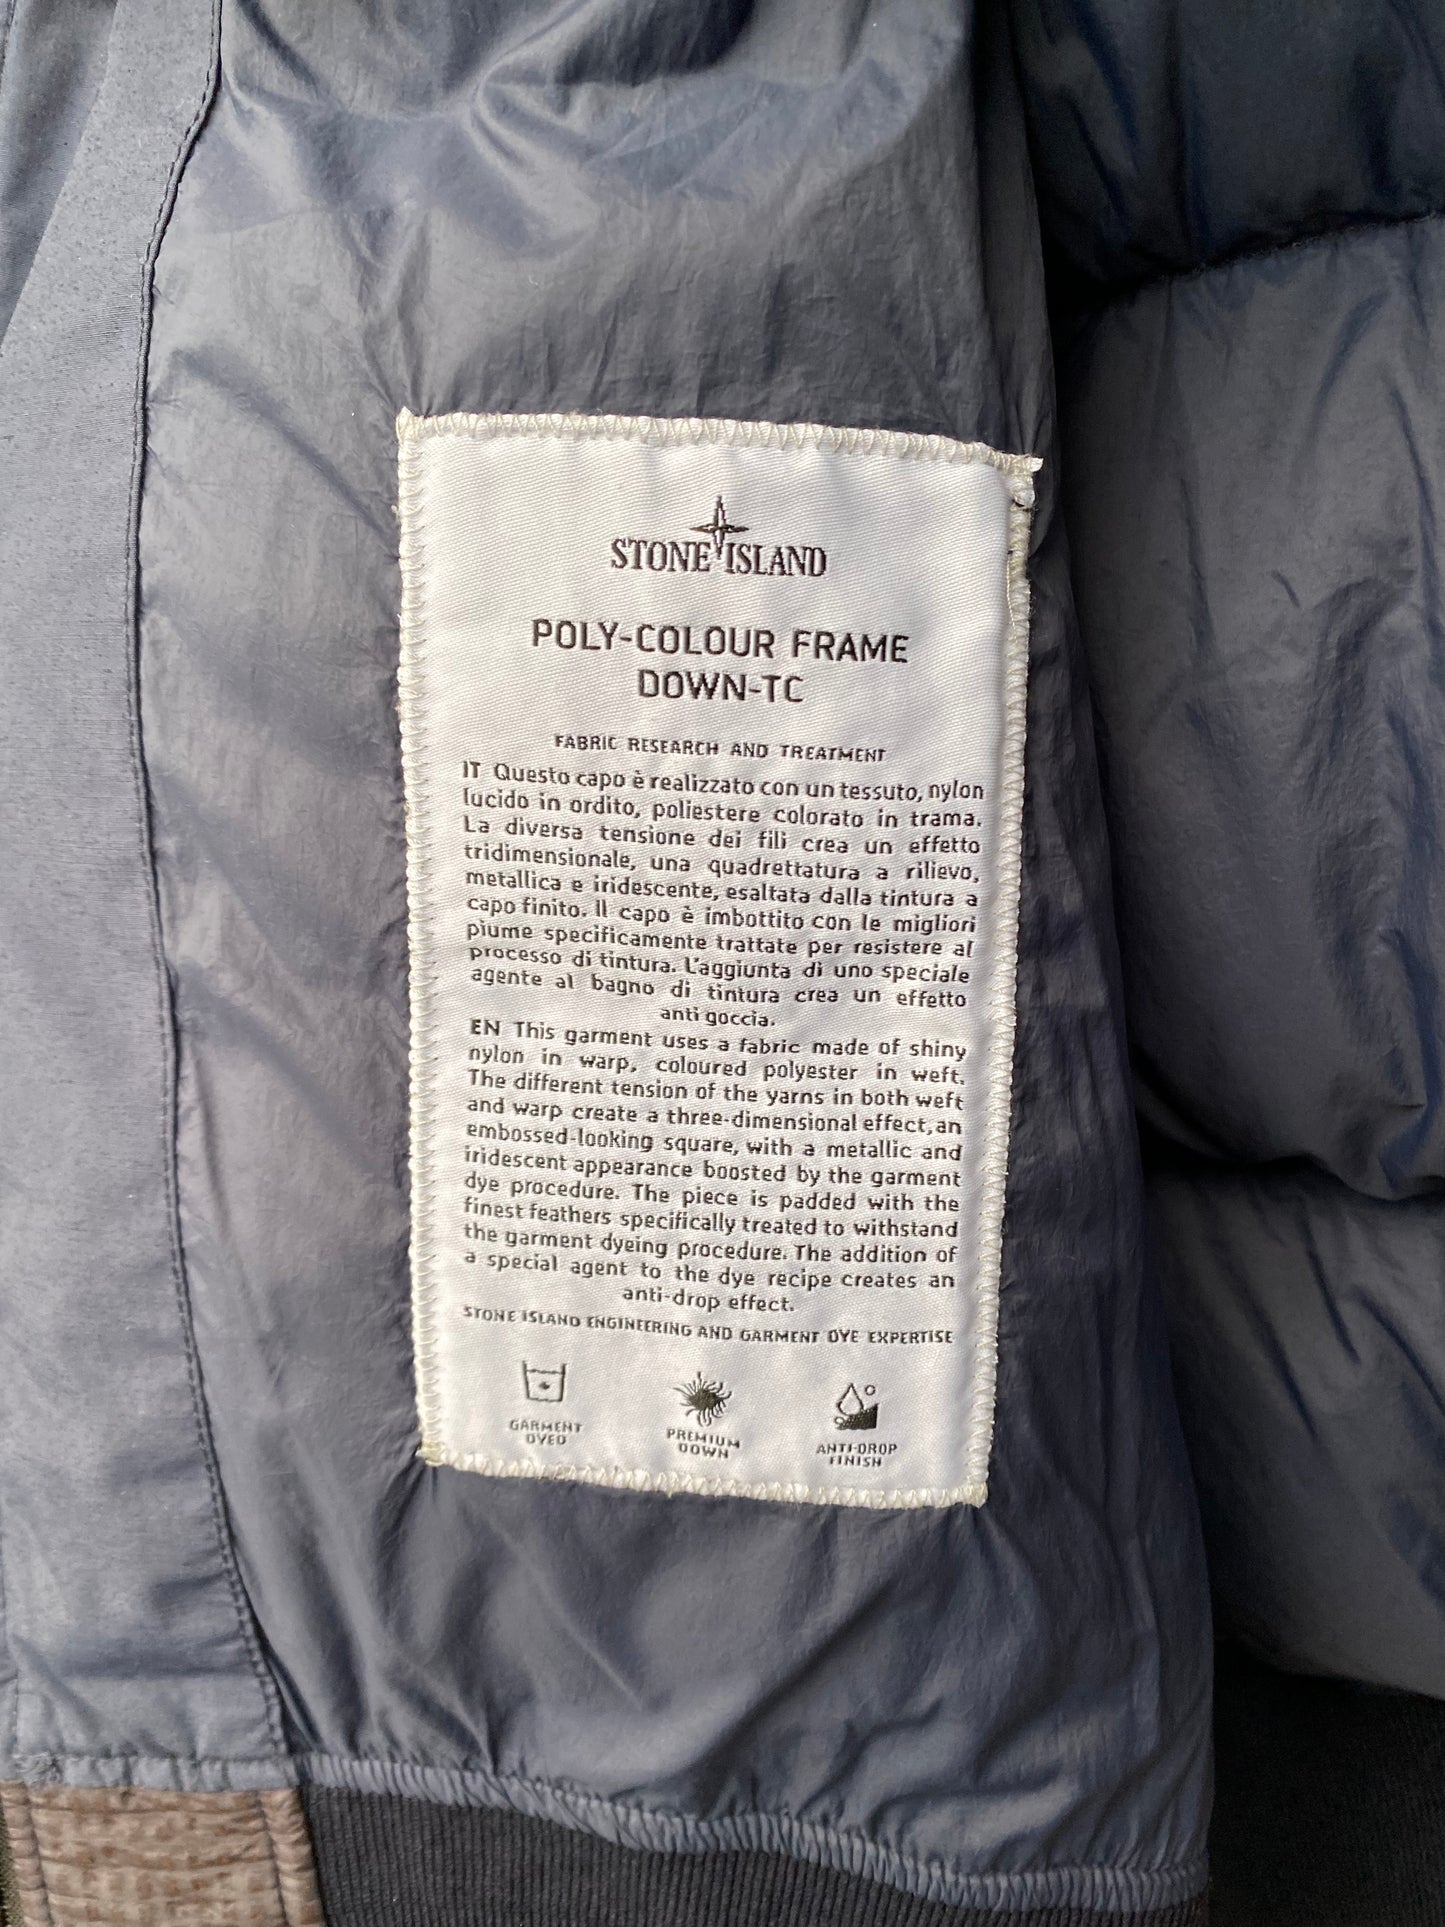 STONE ISLAND
POLY-COLOUR FRAME
DOWN-TC
FABRIC RESEARCH AND TREATMENT
IT Questo capo è realizzato con un tessuto, nylon
lucido in ordito, poliestere colorato in trama.
La diversa tensione dei fili crea un effetto
tridimensionale, una quadrettatura a rilievo,
metallica e iridescente, esaltata dalla tintura a
capo finito. Il capo è imbottito con le migliori
piume specificamente trattate per resistere al
processo di tintura. L'aggiunta di uno speciale
agente al bagno di tintura crea un effetto
anti goccia.
EN This garment uses a fabric made of shiny
nylon in warp, coloured polyester in weft.
The different tension of the yarns in both weft
and warp create a three-dimensional effect, an
embossed-looking square, with a metallic and
iridescent appearance boosted by the garment
dye procedure. The piece is padded with the
finest feathers specifically treated to withstand
the garment dyeing procedure. The addition of
a special agent to the dye recipe creates an
anti-drop effect.
STONE ISLAND ENGINEERING AND GARMENT DYE EXPERTISE
GARMENT
DYED
PREMIUM
DOWN
ANTI-DROP
FINISH